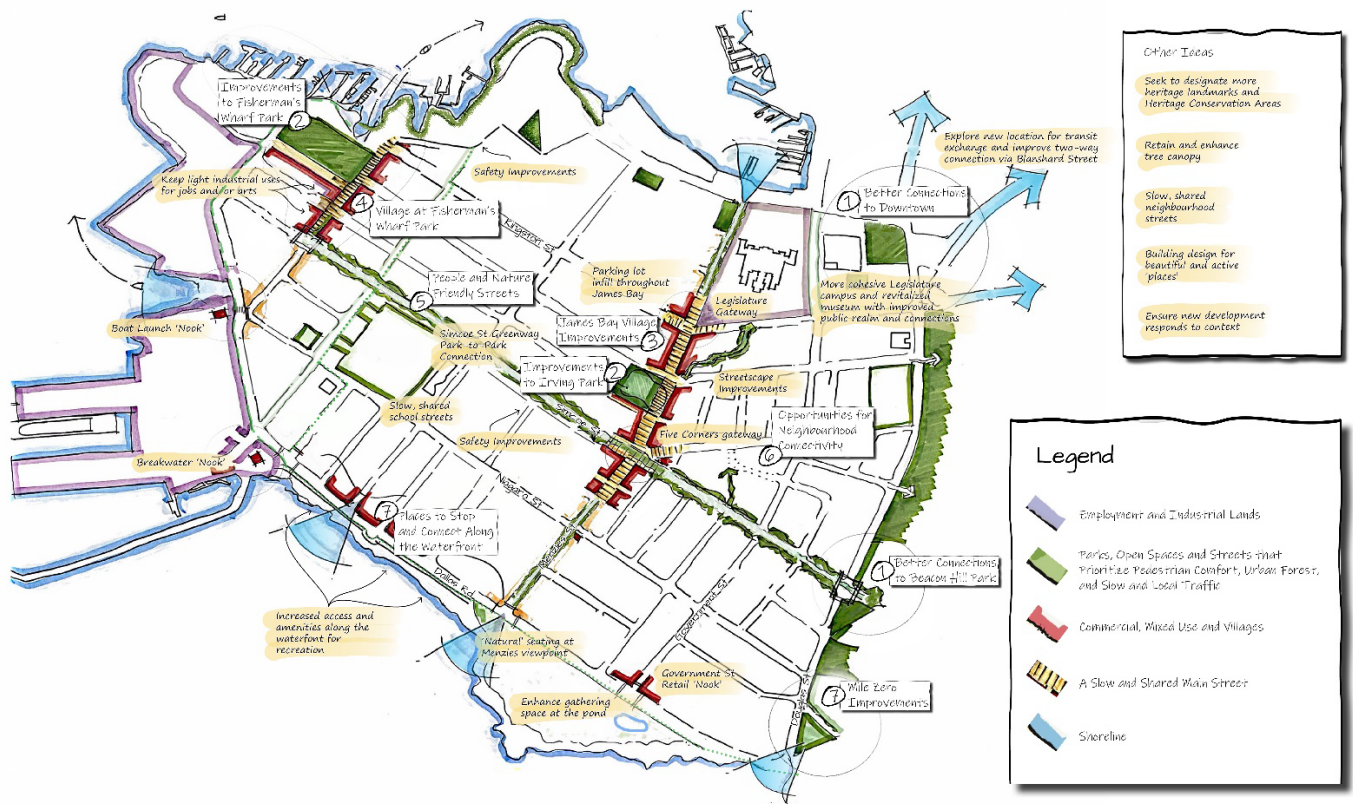 Improvements
to Fisherman's
Wharf Park
2
Keep light industrial uses
for jobs and/or arts
Safety Improvements
4
Village at Fisherman's
Wharf Park
Kingston St
Explore new location for transit
exchange and improve two-way
connection via Blanshard Street
1
Better Connections
to Downtown
People and Nature
Friendly Streets
5
Parking lot
infill throughout
James Bay
Legislature
Gateway
More cohesive Legislature
campus and revitalized
museum with improved
public realm and connections
Boat Launch 'Nook'
Simcoe St Greenway
Park-to-Park
Connection
James Bay Village
Improvements
3
Improvements
to Irving Park
2
Streetscape
Improvements
Slow, shared
school streets
Safety Improvements
Simcoe St
Five Corners gateway
Opportunities for
Neighbourhood
Connectivity
6
Breakwater 'Nook'
Niagara St
7
Places to Stop
and Connect Along
the Waterfront
Menzies St
Dallas Rd
Government St
1
Better Connections
to Beacon Hill Park
Increased access and
amenities along the
waterfont for
recreation
'Natural' seating at
Menzies viewpoint
Government St
Retail 'Nook'
Enhance gathering
space at the pond
Douglas St
7
Mile Zero
Improvements
Other Ideas
Seek to designate more
heritage landmarks and
Heritage Conservation Areas
Retain and enhance
tree canopy
Slow, shared
neighbourhood
streets
Building design for
beautiful and active
'places'
Ensure new development
responds to context
Legend
Employment and Industrial Lands
Parks, Open Spaces and Streets that
Prioritize Pedestrian Comfort, Urban Forest,
and Slow and Local Traffic
Commercial, Mixed Use and Villages
A Slow and Shared Main Street
Shoreline